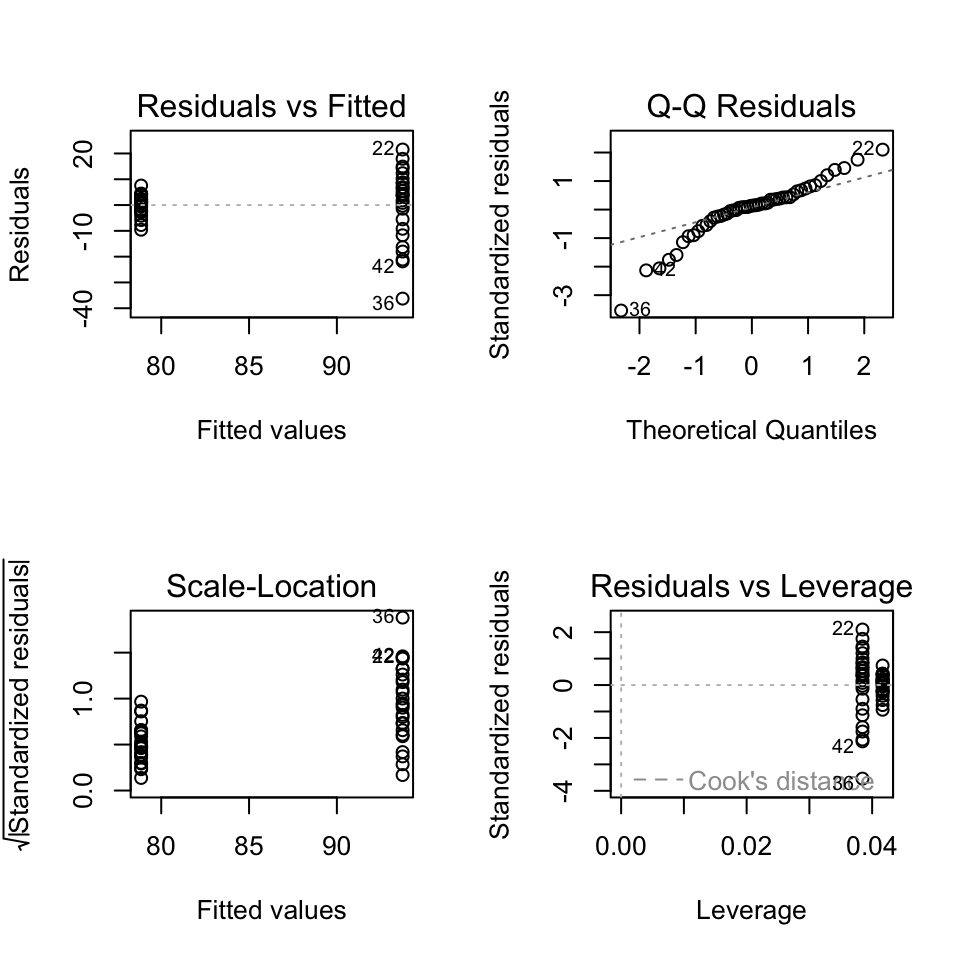 Residuals vs Fitted
Residuals
20
-10
-40
22
42
36
80
85
90
Fitted values
Q-Q Residuals
Standardized residuals
1
-1
-3
22
42
36
-2
-1
0
1
2
Theoretical Quantiles
Scale-Location
√|Standardized residuals|
1.0
0.0
36
42
22
80
85
90
Fitted values
Residuals vs Leverage
Standardized residuals
2
0
-2
-4
22
42
36
Cook's distance
0.00
0.02
0.04
Leverage